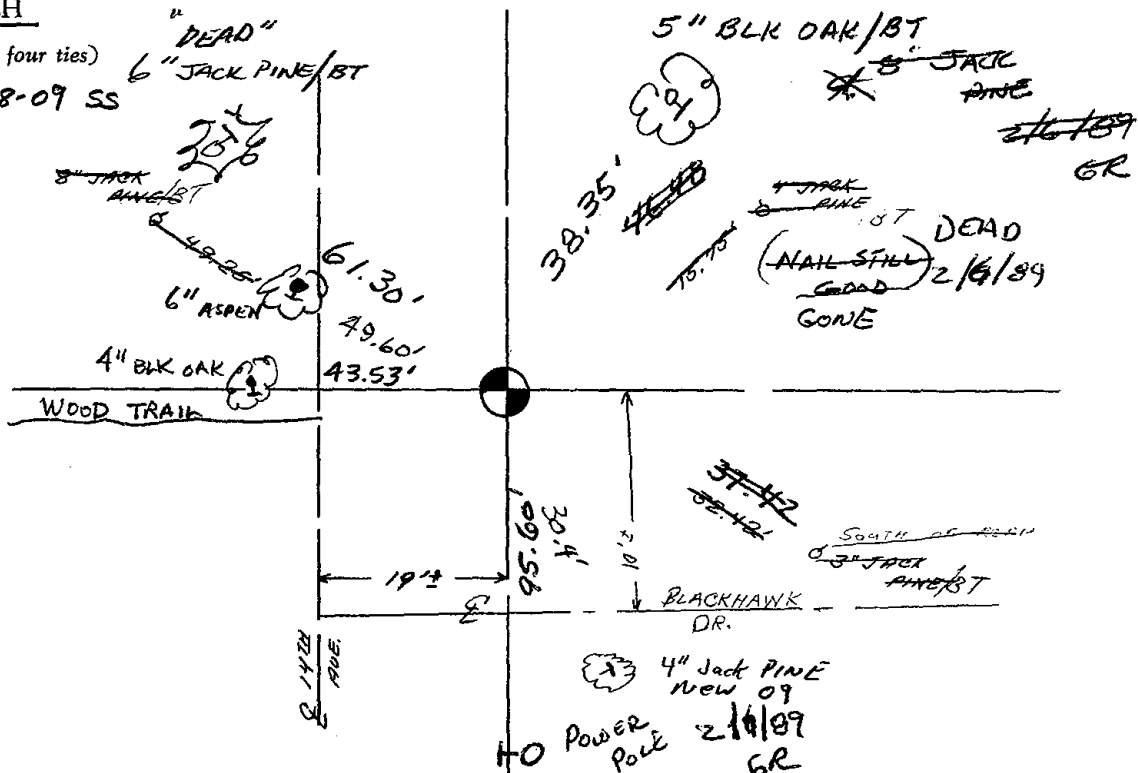 H
four ties)
8-09 SS
"DEAD"
6" JACK PINE/BT
8" JACK
PINE/BT
49.26'
6" ASPEN
61.30'
49.60'
4" BLK OAK
43.53'
WOOD TRAIL
5" BLK OAK/BT
8" JACK
PINE
2/6/89
GR
38.35'
46.48
4" JACK
PINE
BT
15.75'
(NAIL STILL
GOOD)
GONE
DEAD
2/6/89
37.42
32.42'
SOUTH OF
3" JACK
PINE/BT
95.60'
30.4'
19'±
10'±
BLACKHAWK
DR.
14TH
AVE.
4" Jack PINE
New 09
POWER
POLE
2/6/89
GR